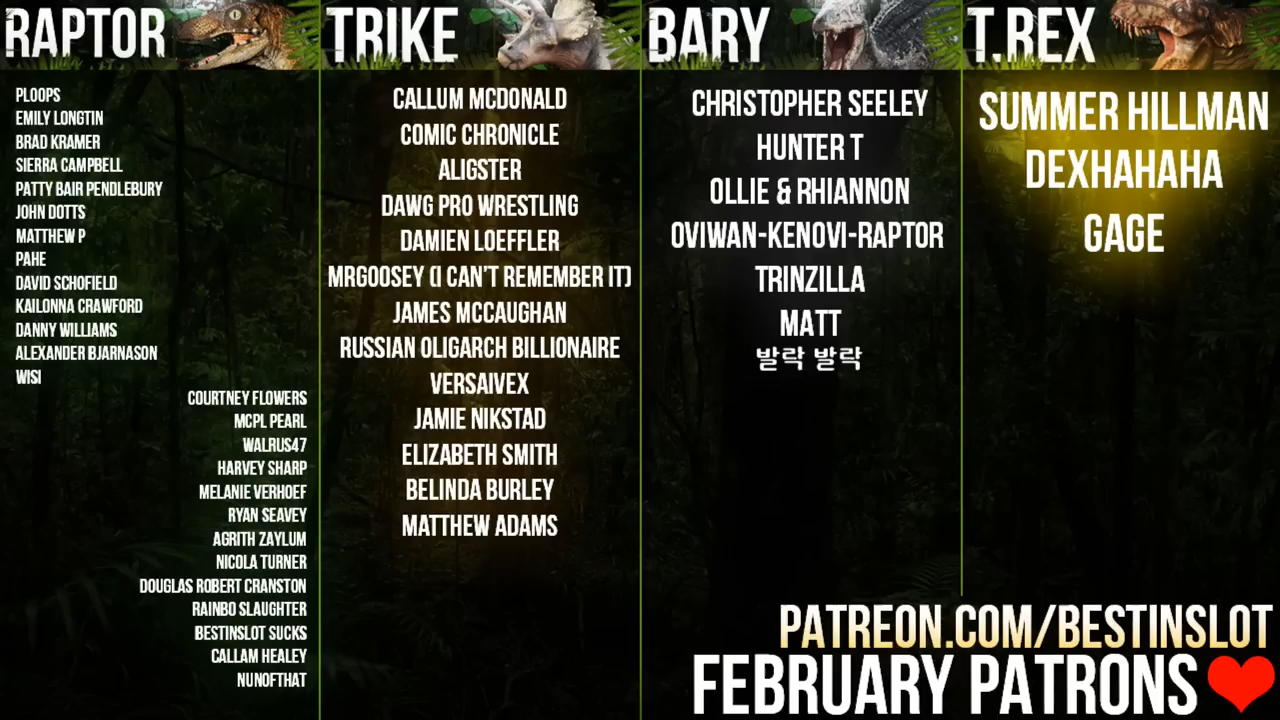 RAPTOR
PLOOPS
EMILY LONGTIN
BRAD KRAMER
SIERRA CAMPBELL
PATTY BAIR PENDLEBURY
JOHN DOTTS
MATTHEW P
PAHE
DAVID SCHOFIELD
KAILONNA CRAWFORD
DANNY WILLIAMS
ALEXANDER BJARNASON
WISI
COURTNEY FLOWERS
MCPL PEARL
WALRUS47
HARVEY SHARP
MELANIE VERHOEF
RYAN SEAVEY
AGRITH ZAYLUM
NICOLA TURNER
DOUGLAS ROBERT CRANSTON
RAINBO SLAUGHTER
BESTINSLOT SUCKS
CALLAM HEALEY
NUNOFTHAT
TRIKE
CALLUM MCDONALD
COMIC CHRONICLE
ALIGSTER
DAWG PRO WRESTLING
DAMIEN LOEFFLER
MRGOOSEY (I CAN'T REMEMBER IT)
JAMES MCCAUGHAN
RUSSIAN OLIGARCH BILLIONAIRE
VERSAIVEX
JAMIE NIKSTAD
ELIZABETH SMITH
BELINDA BURLEY
MATTHEW ADAMS
BARY
CHRISTOPHER SEELEY
HUNTER T
OLLIE & RHIANNON
OVIWAN-KENOVI-RAPTOR
TRINZILLA
MATT
발락 발락
T.REX
SUMMER HILLMAN
DEXHAHAHA
GAGE
PATREON.COM/BESTINSLOT
FEBRUARY PATRONS